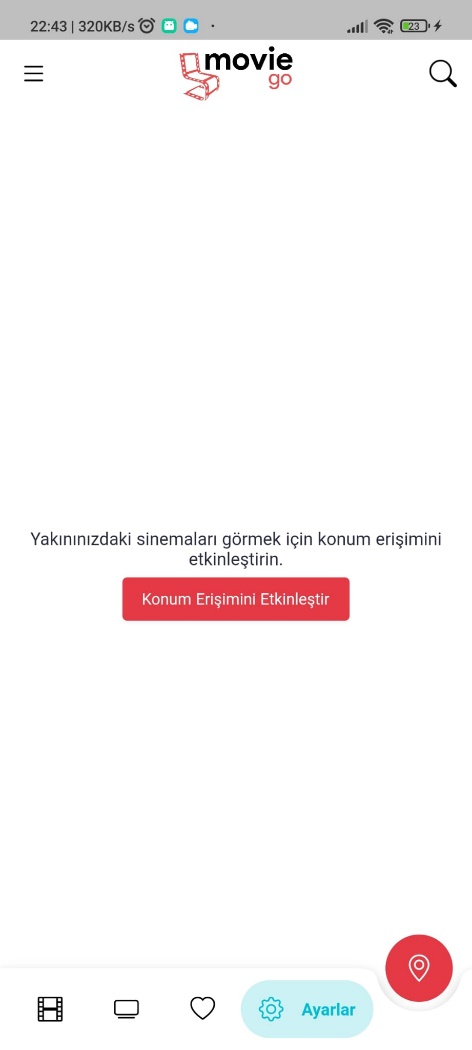 22:43 | 320KB/s
23
movie
go
Yakınınızdaki sinemaları görmek için konum erişimini
etkinleştirin.
Konum Erişimini Etkinleştir
Ayarlar